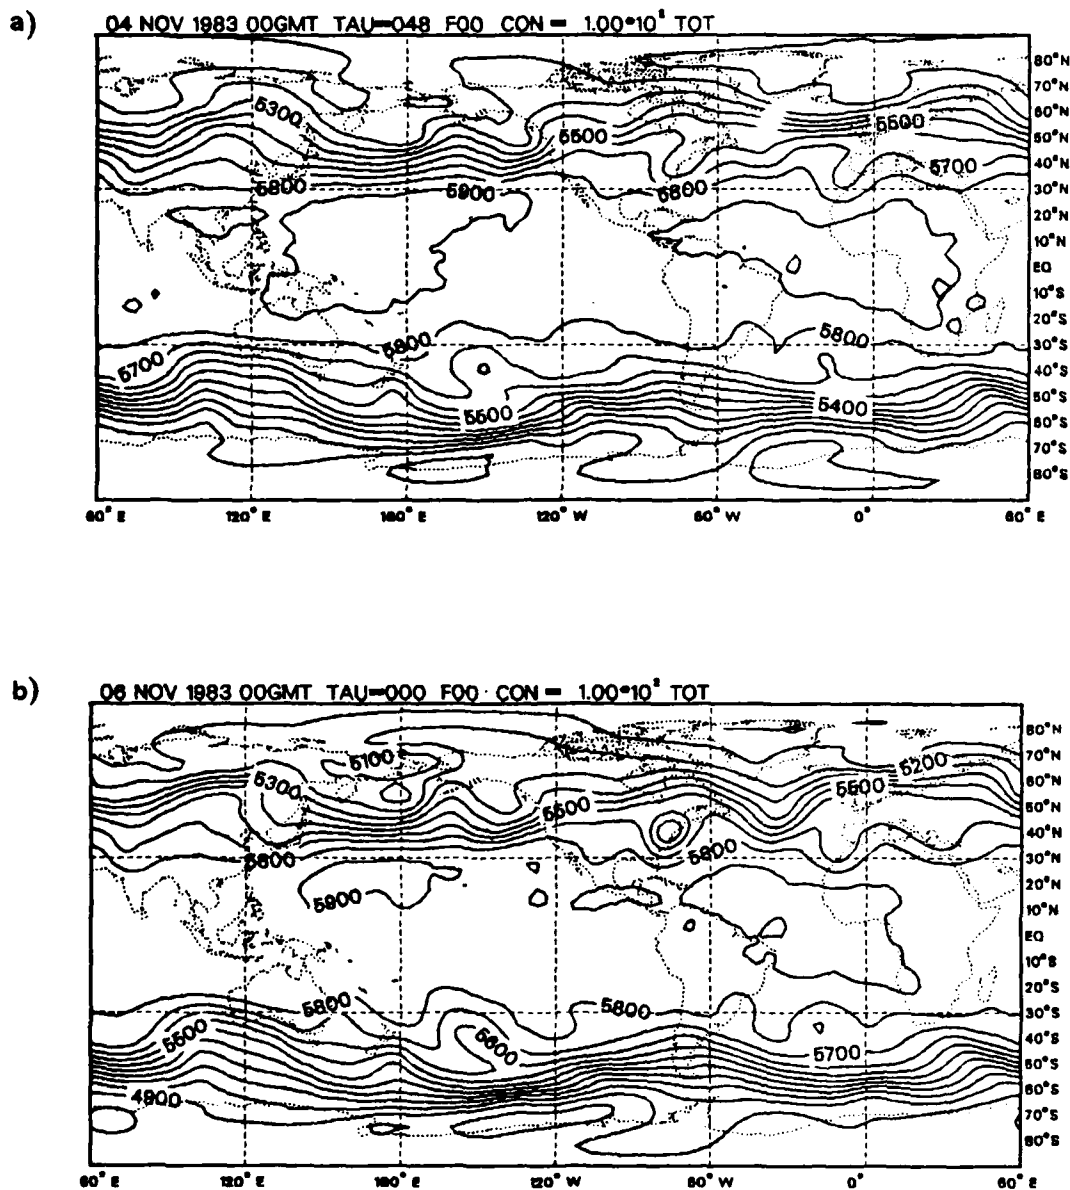 a)
04 NOV 1983 00GMT TAU=048 F00 CON = 1.00*10² TOT
80°N
70°N
60°N
50°N
40°N
30°N
20°N
10°N
EQ
10°S
20°S
30°S
40°S
50°S
60°S
70°S
80°S
5300
5500
5500
5700
5800
5900
5800
5800
5800
5700
5500
5400
60°E 120°E 180°E 120°W 60°W 0° 60°E
b)
06 NOV 1983 00GMT TAU=000 F00 CON = 1.00*10² TOT
80°N
70°N
60°N
50°N
40°N
30°N
20°N
10°N
EQ
10°S
20°S
30°S
40°S
50°S
60°S
70°S
80°S
5100
5200
5300
5500
5500
5800
5800
5900
5800
5800
5500
5600
5700
4900
60°E 120°E 180°E 120°W 60°W 0° 60°E